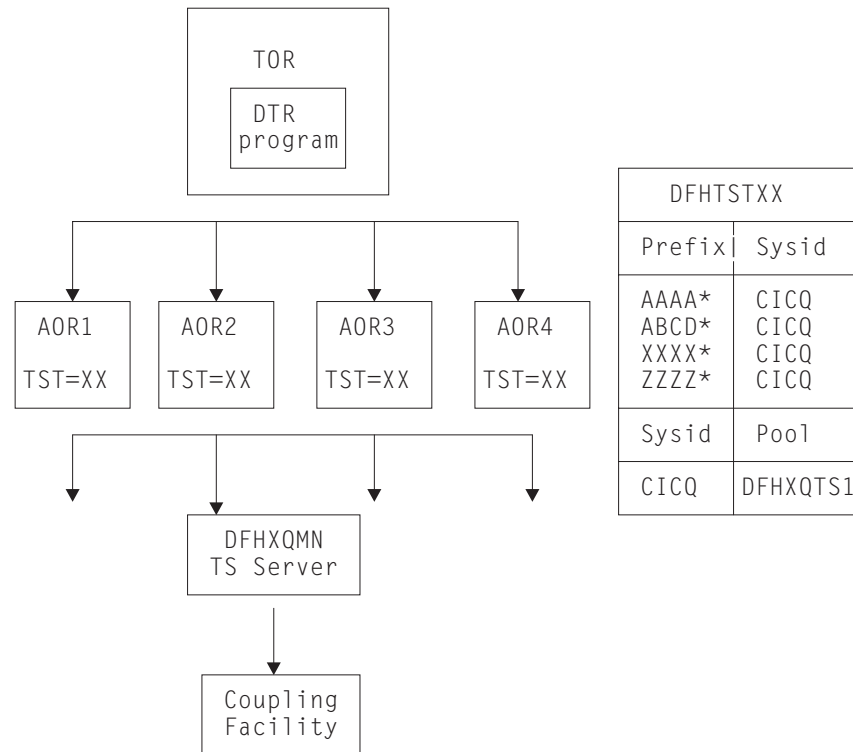 TOR
DTR
program
AOR1
TST=XX
AOR2
TST=XX
AOR3
TST=XX
AOR4
TST=XX
DFHXQMN
TS Server
Coupling
Facility
DFHTSTXX
Prefix Sysid
AAAA* CICQ
ABCD* CICQ
XXXX* CICQ
ZZZZ* CICQ
Sysid Pool
CICQ DFHXQTS1